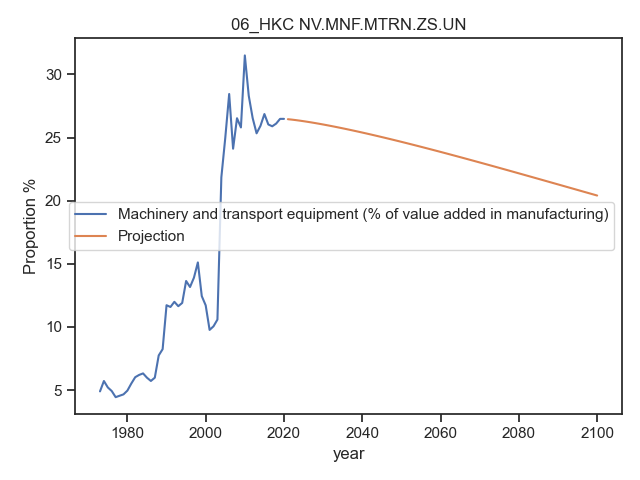 06_HKC NV.MNF.MTRN.ZS.UN
Proportion %
30
25
20
15
10
5
Machinery and transport equipment (% of value added in manufacturing)
Projection
1980 2000 2020 2040 2060 2080 2100
year